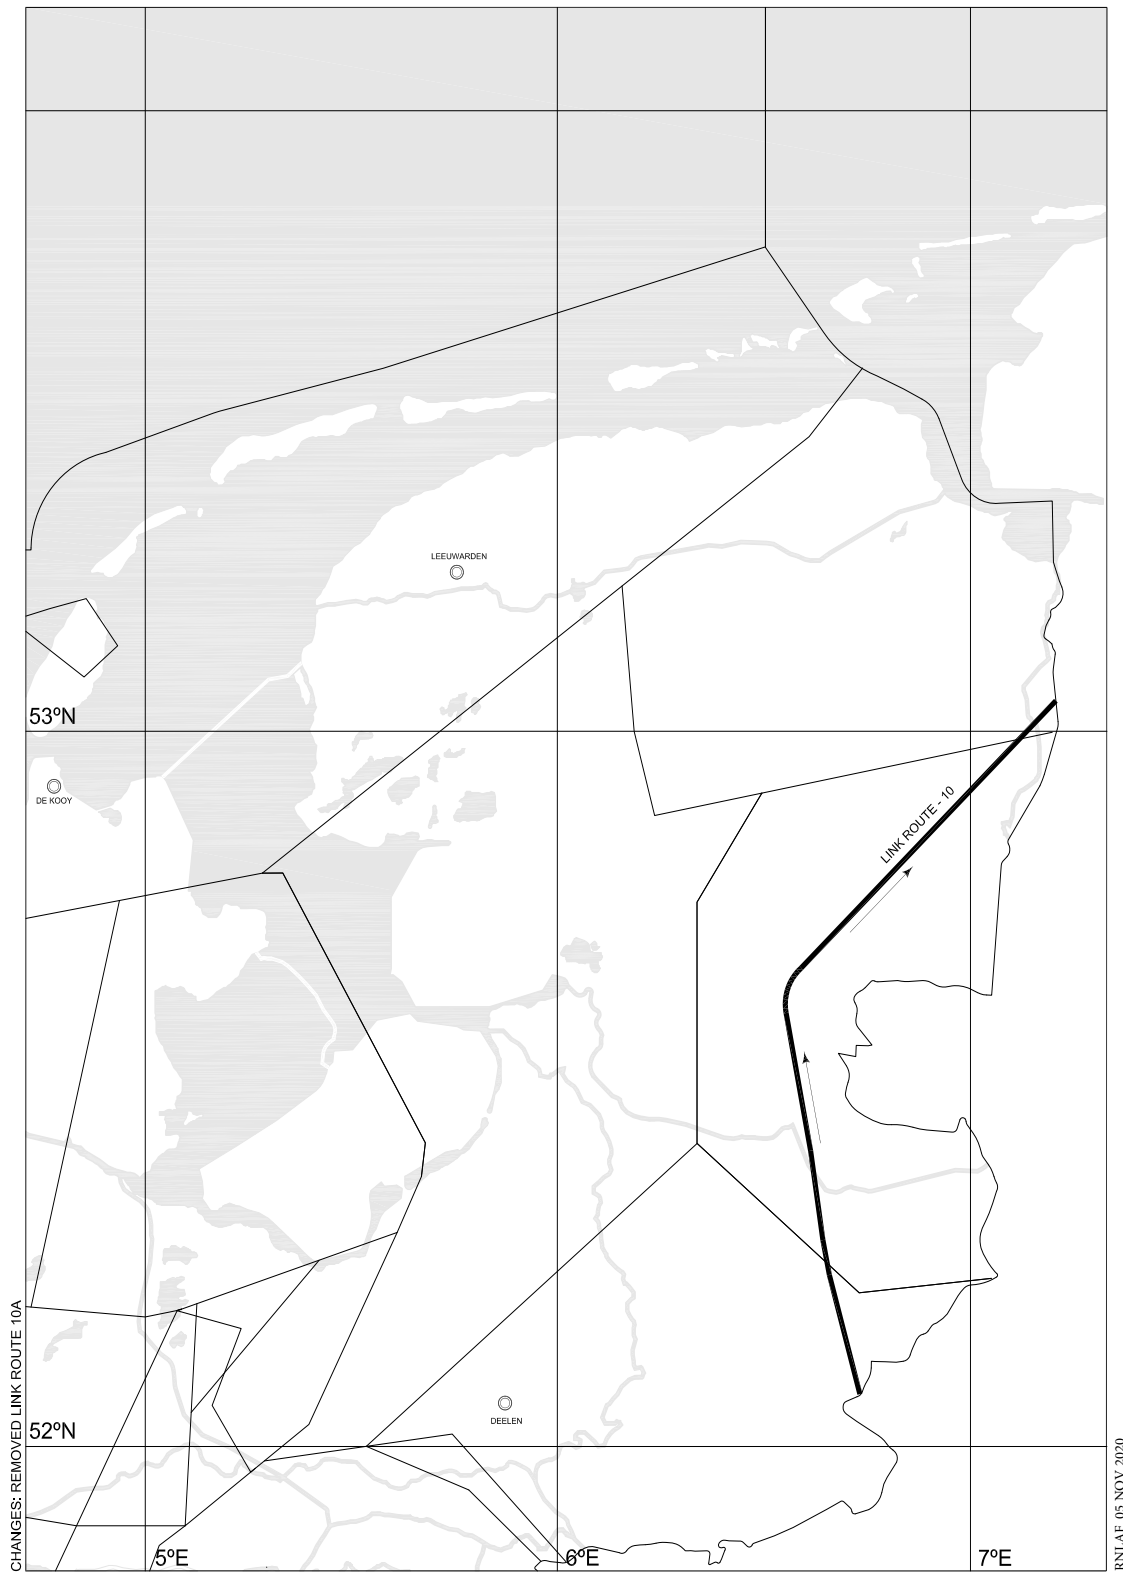 LEEUWARDEN
53ºN
DE KOOY
LINK ROUTE - 10
CHANGES: REMOVED LINK ROUTE 10A
DEELEN
52ºN
5ºE
6ºE
7ºE
RNLAF, 05 NOV 2020